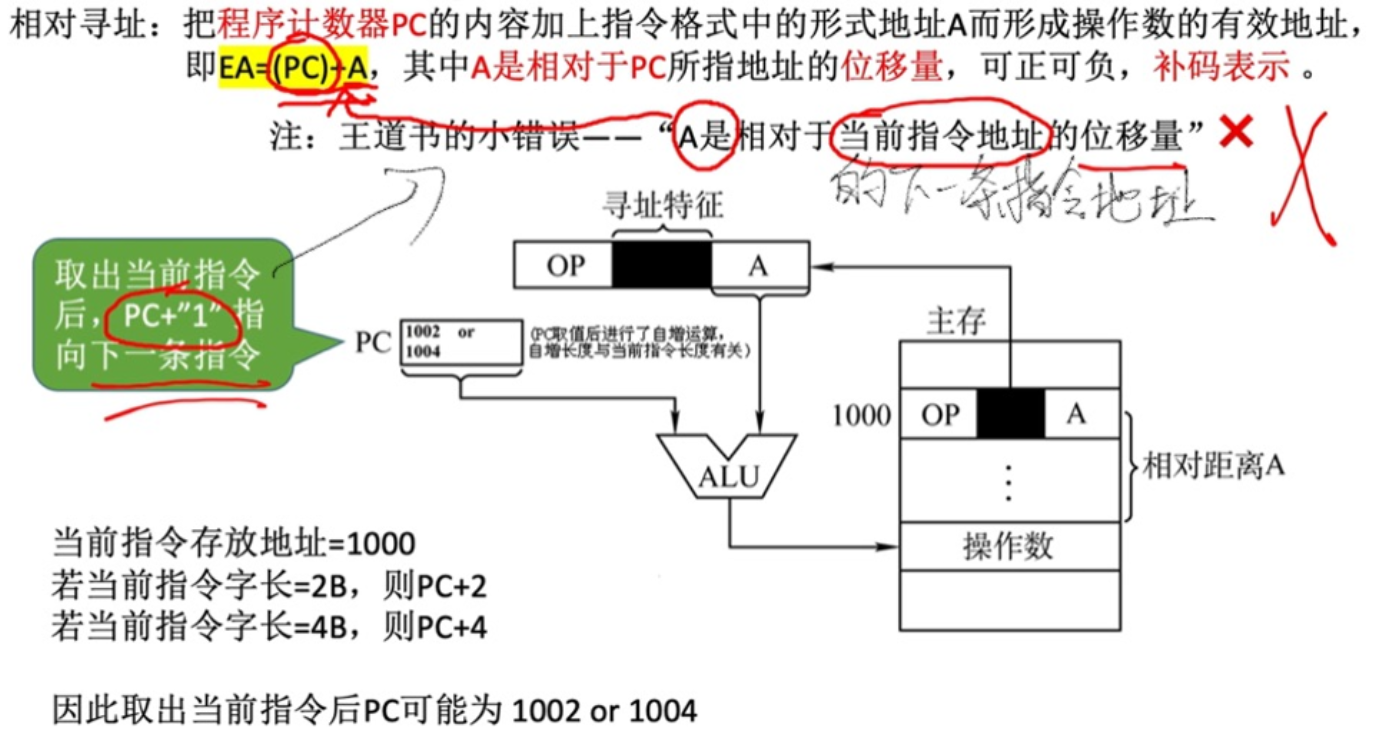 相对寻址：把程序计数器PC的内容加上指令格式中的形式地址A而形成操作数的有效地址，
即EA=(PC)+A，其中A是相对于PC所指地址的位移量，可正可负，补码表示 。
注：王道书的小错误——“A是相对于当前指令地址的位移量”
的下一条指令地址
寻址特征
OP
A
取出当前指令
后，PC+”1”指
向下一条指令
PC
1002 or
1004
(PC取值后进行了自增运算，
自增长度与当前指令长度有关)
主存
1000
OP
A
ALU
相对距离A
⋮
操作数
当前指令存放地址=1000
若当前指令字长=2B，则PC+2
若当前指令字长=4B，则PC+4
因此取出当前指令后PC可能为 1002 or 1004